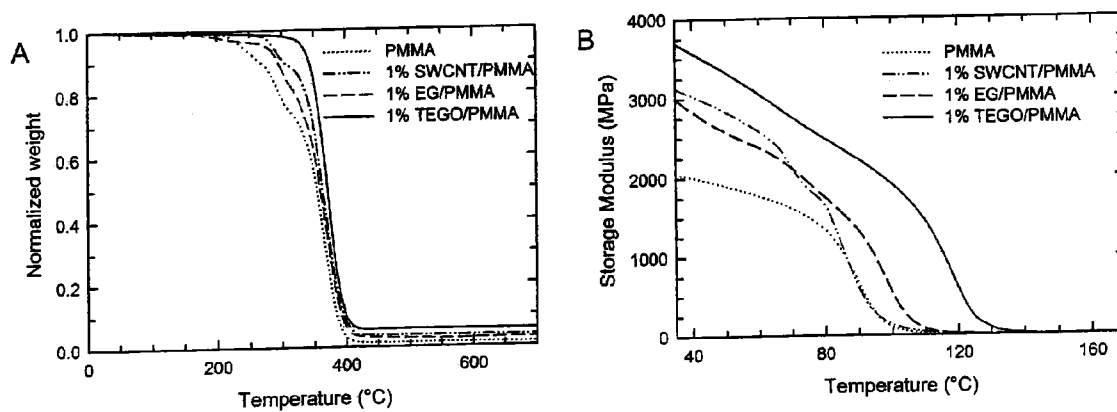 A
Normalized weight
1.0
0.8
0.6
0.4
0.2
0.0
PMMA
1% SWCNT/PMMA
1% EG/PMMA
1% TEGO/PMMA
0 200 400 600
Temperature (°C)
B
Storage Modulus (MPa)
4000
3000
2000
1000
0
PMMA
1% SWCNT/PMMA
1% EG/PMMA
1% TEGO/PMMA
40 80 120 160
Temperature (°C)